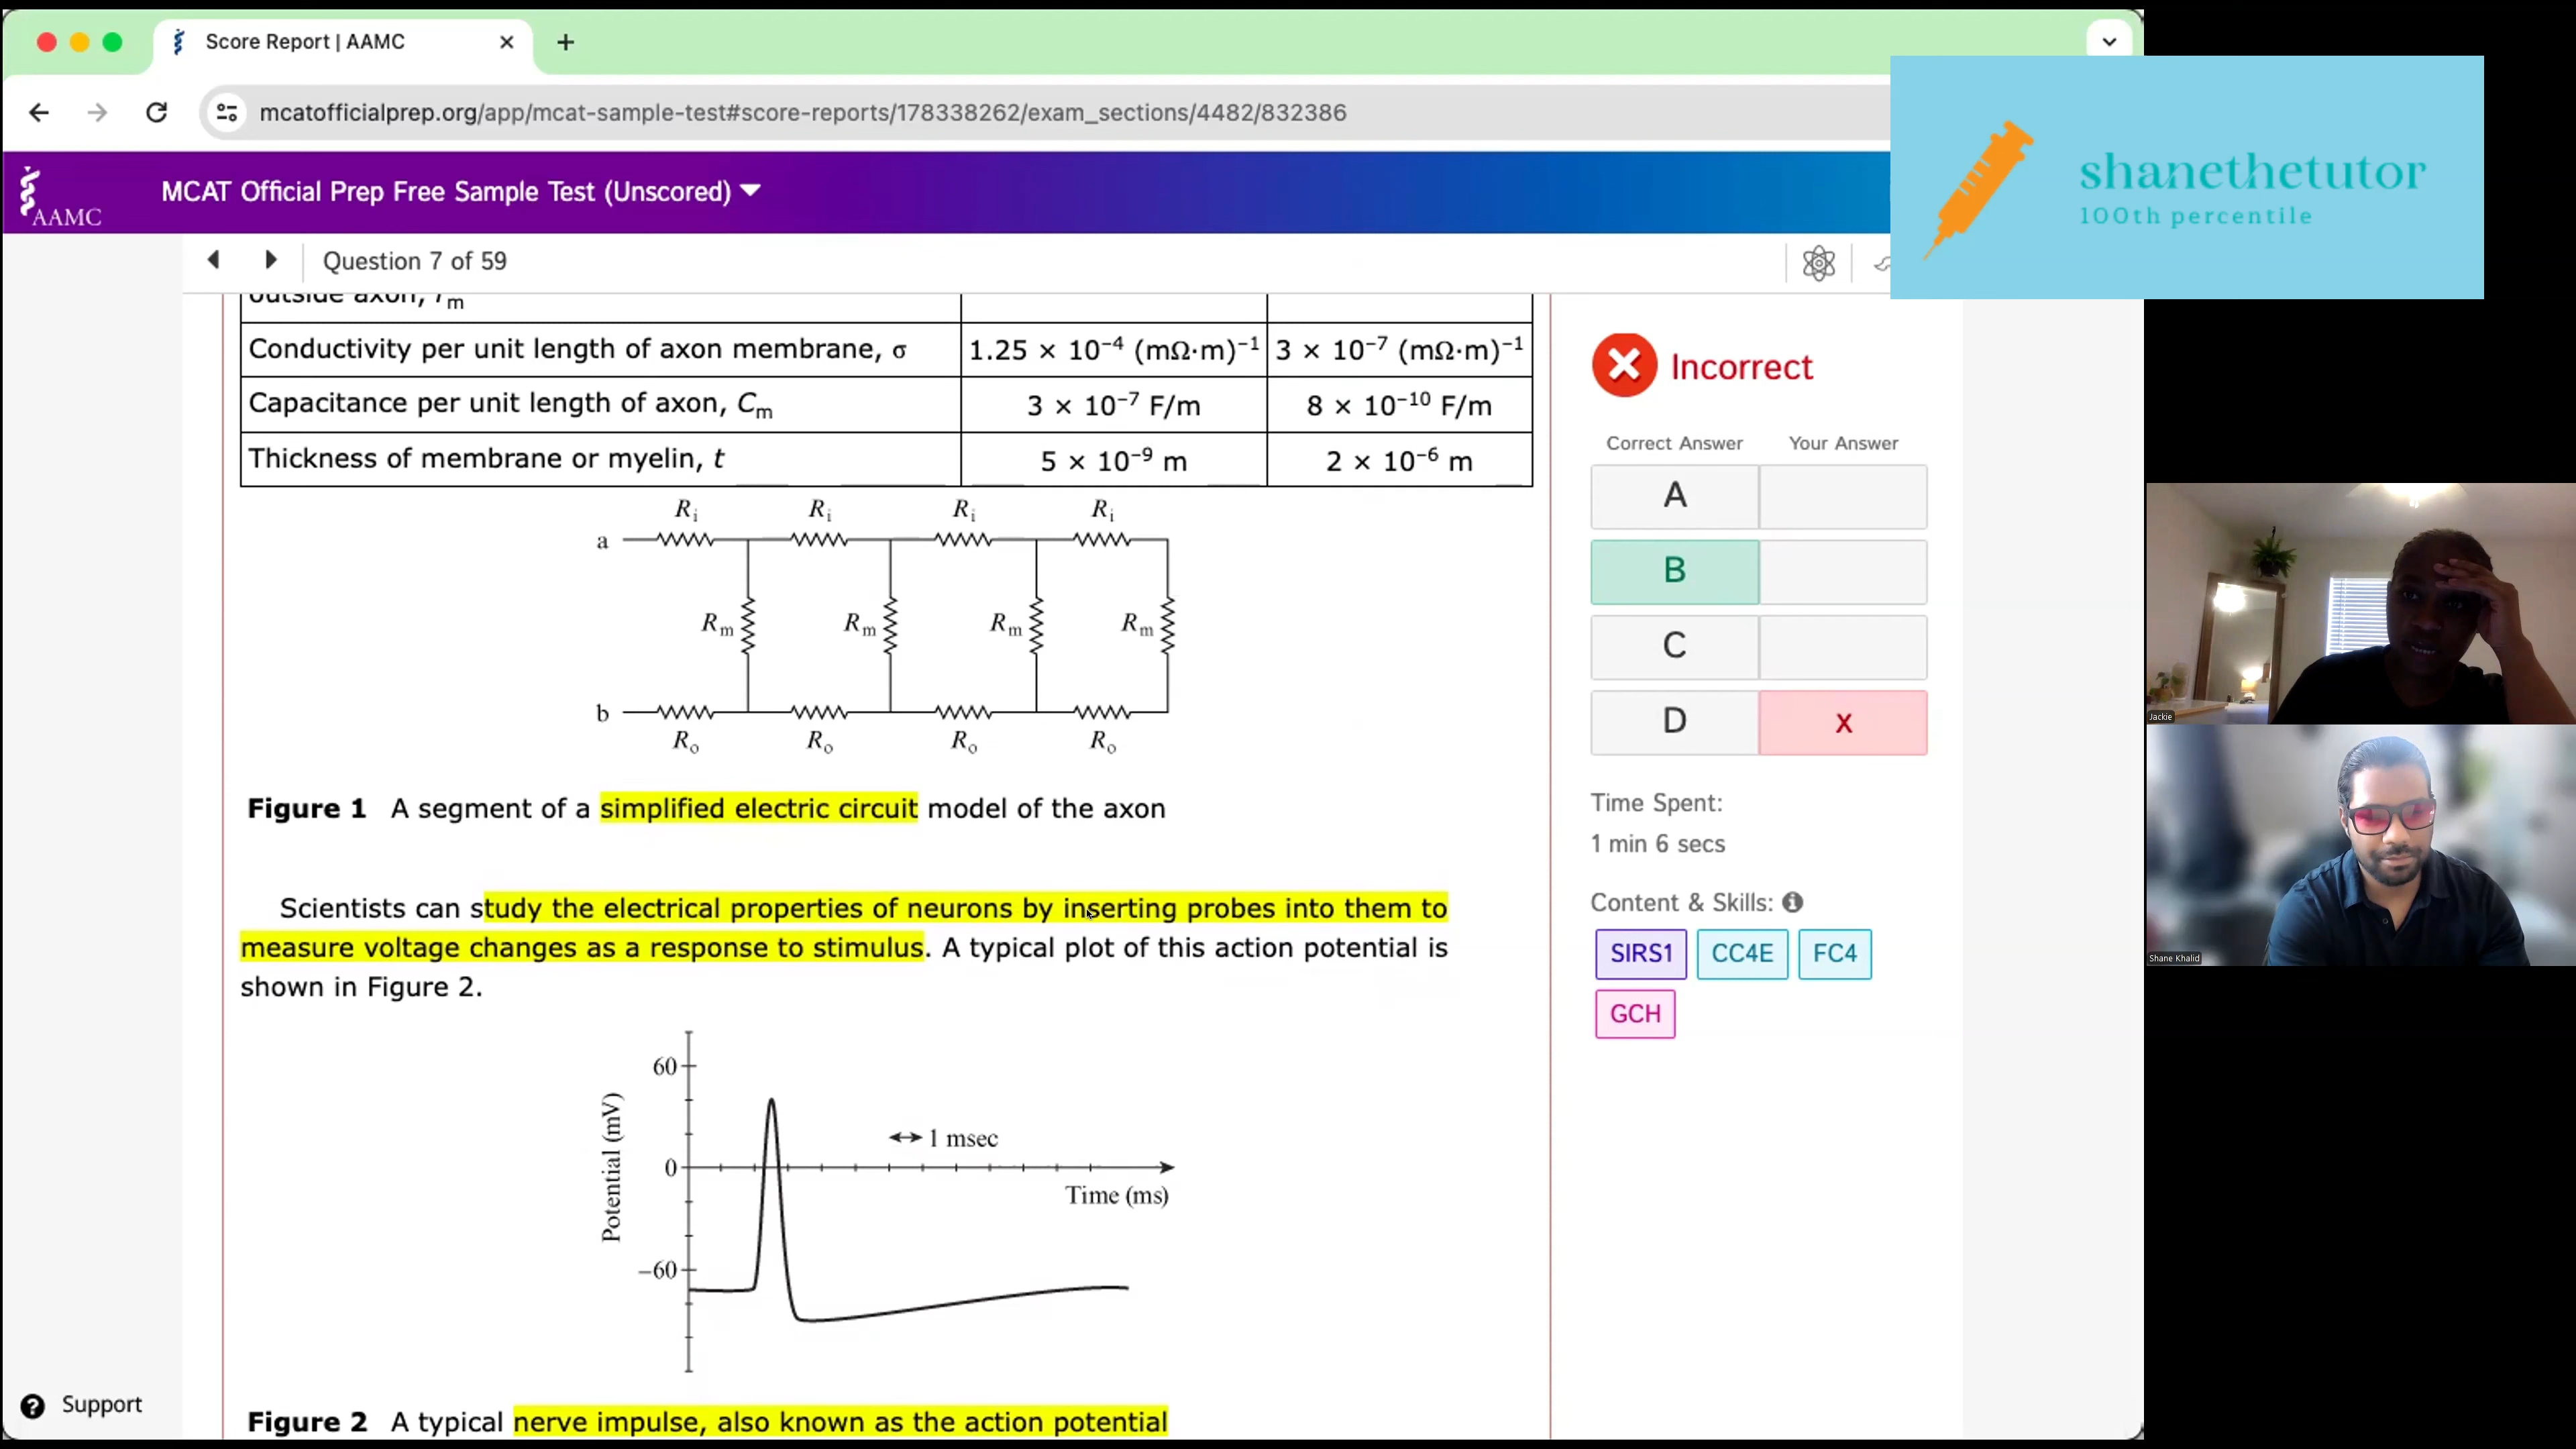 Score Report | AAMC
mcatofficialprep.org/app/mcat-sample-test#score-reports/178338262/exam_sections/4482/832386
shanethetutor
100th percentile
AAMC
MCAT Official Prep Free Sample Test (Unscored)
Question 7 of 59
outside axon, rm
Conductivity per unit length of axon membrane, σ 1.25 × 10⁻⁴ (mΩ·m)⁻¹ 3 × 10⁻⁷ (mΩ·m)⁻¹
Capacitance per unit length of axon, Cm 3 × 10⁻⁷ F/m 8 × 10⁻¹⁰ F/m
Thickness of membrane or myelin, t 5 × 10⁻⁹ m 2 × 10⁻⁶ m
Ri Ri Ri Ri
a
Rm Rm Rm Rm
b
Ro Ro Ro Ro
Figure 1 A segment of a simplified electric circuit model of the axon
Scientists can study the electrical properties of neurons by inserting probes into them to
measure voltage changes as a response to stimulus. A typical plot of this action potential is
shown in Figure 2.
Potential (mV)
60
0
−60
1 msec
Time (ms)
Figure 2 A typical nerve impulse, also known as the action potential
Incorrect
Correct Answer Your Answer
A
B
C
D X
Time Spent:
1 min 6 secs
Content & Skills:
SIRS1 CC4E FC4
GCH
Support
Jackie
Shane Khalid